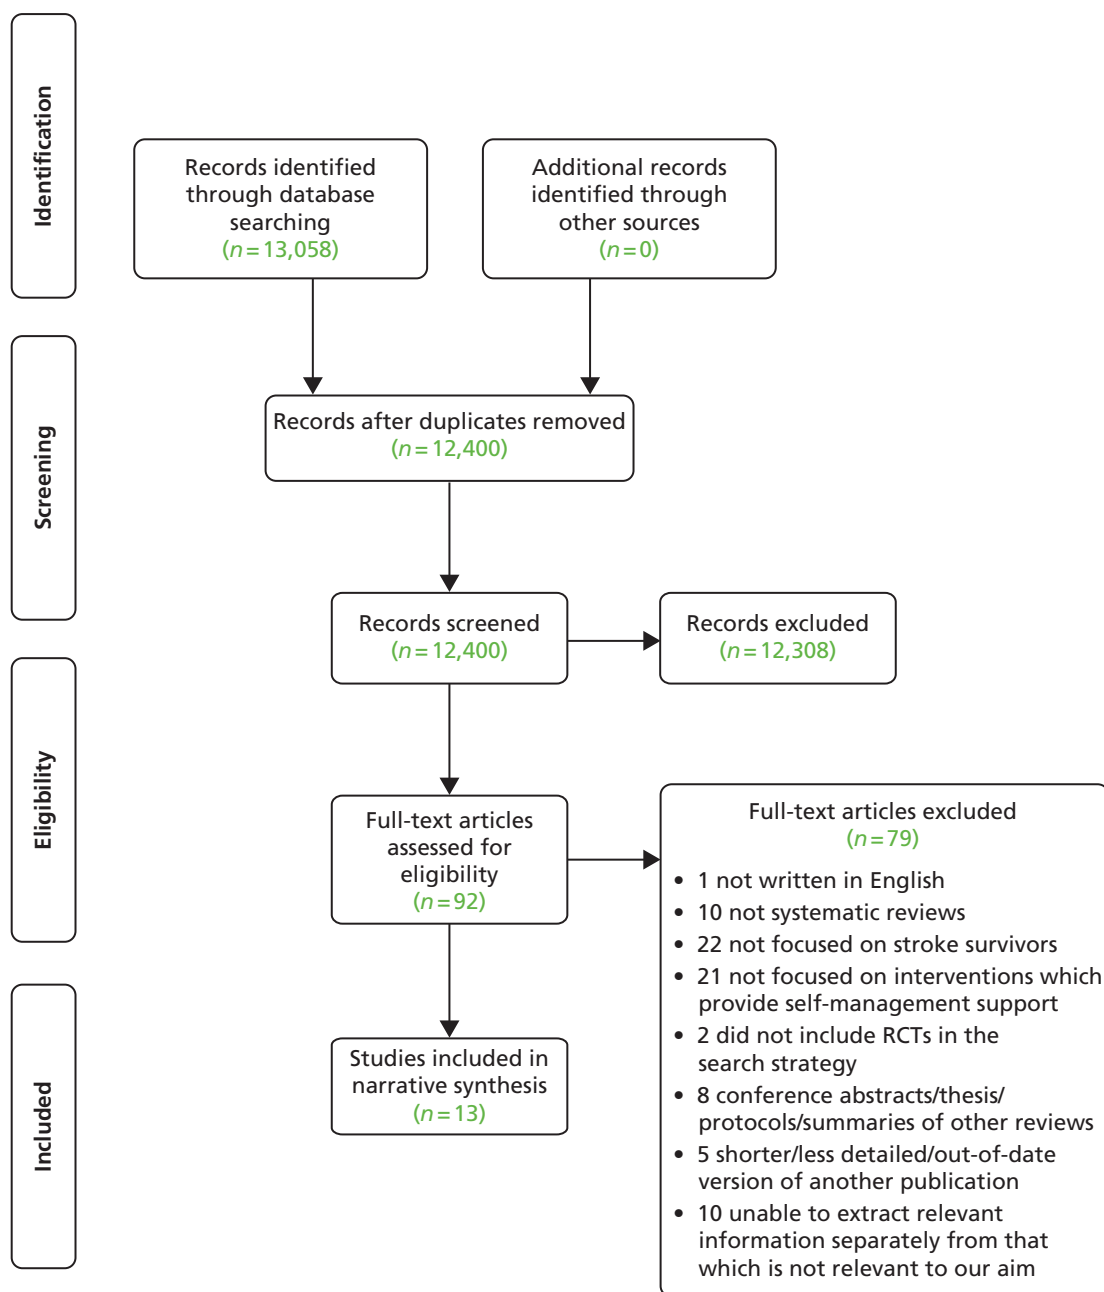 Identification
Records identified
through database
searching
(n=13,058)
Additional records
identified through
other sources
(n=0)
Screening
Records after duplicates removed
(n=12,400)
Records screened
(n=12,400)
Records excluded
(n=12,308)
Eligibility
Full-text articles
assessed for
eligibility
(n=92)
Full-text articles excluded
(n=79)
• 1 not written in English
• 10 not systematic reviews
• 22 not focused on stroke survivors
• 21 not focused on interventions which
provide self-management support
• 2 did not include RCTs in the
search strategy
• 8 conference abstracts/thesis/
protocols/summaries of other reviews
• 5 shorter/less detailed/out-of-date
version of another publication
• 10 unable to extract relevant
information separately from that
which is not relevant to our aim
Included
Studies included in
narrative synthesis
(n=13)